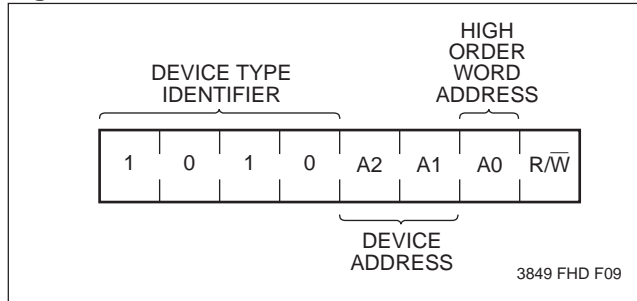 HIGH
ORDER
WORD
ADDRESS
DEVICE TYPE
IDENTIFIER
1 0 1 0 A2 A1 A0 R/W̅
DEVICE
ADDRESS
3849 FHD F09